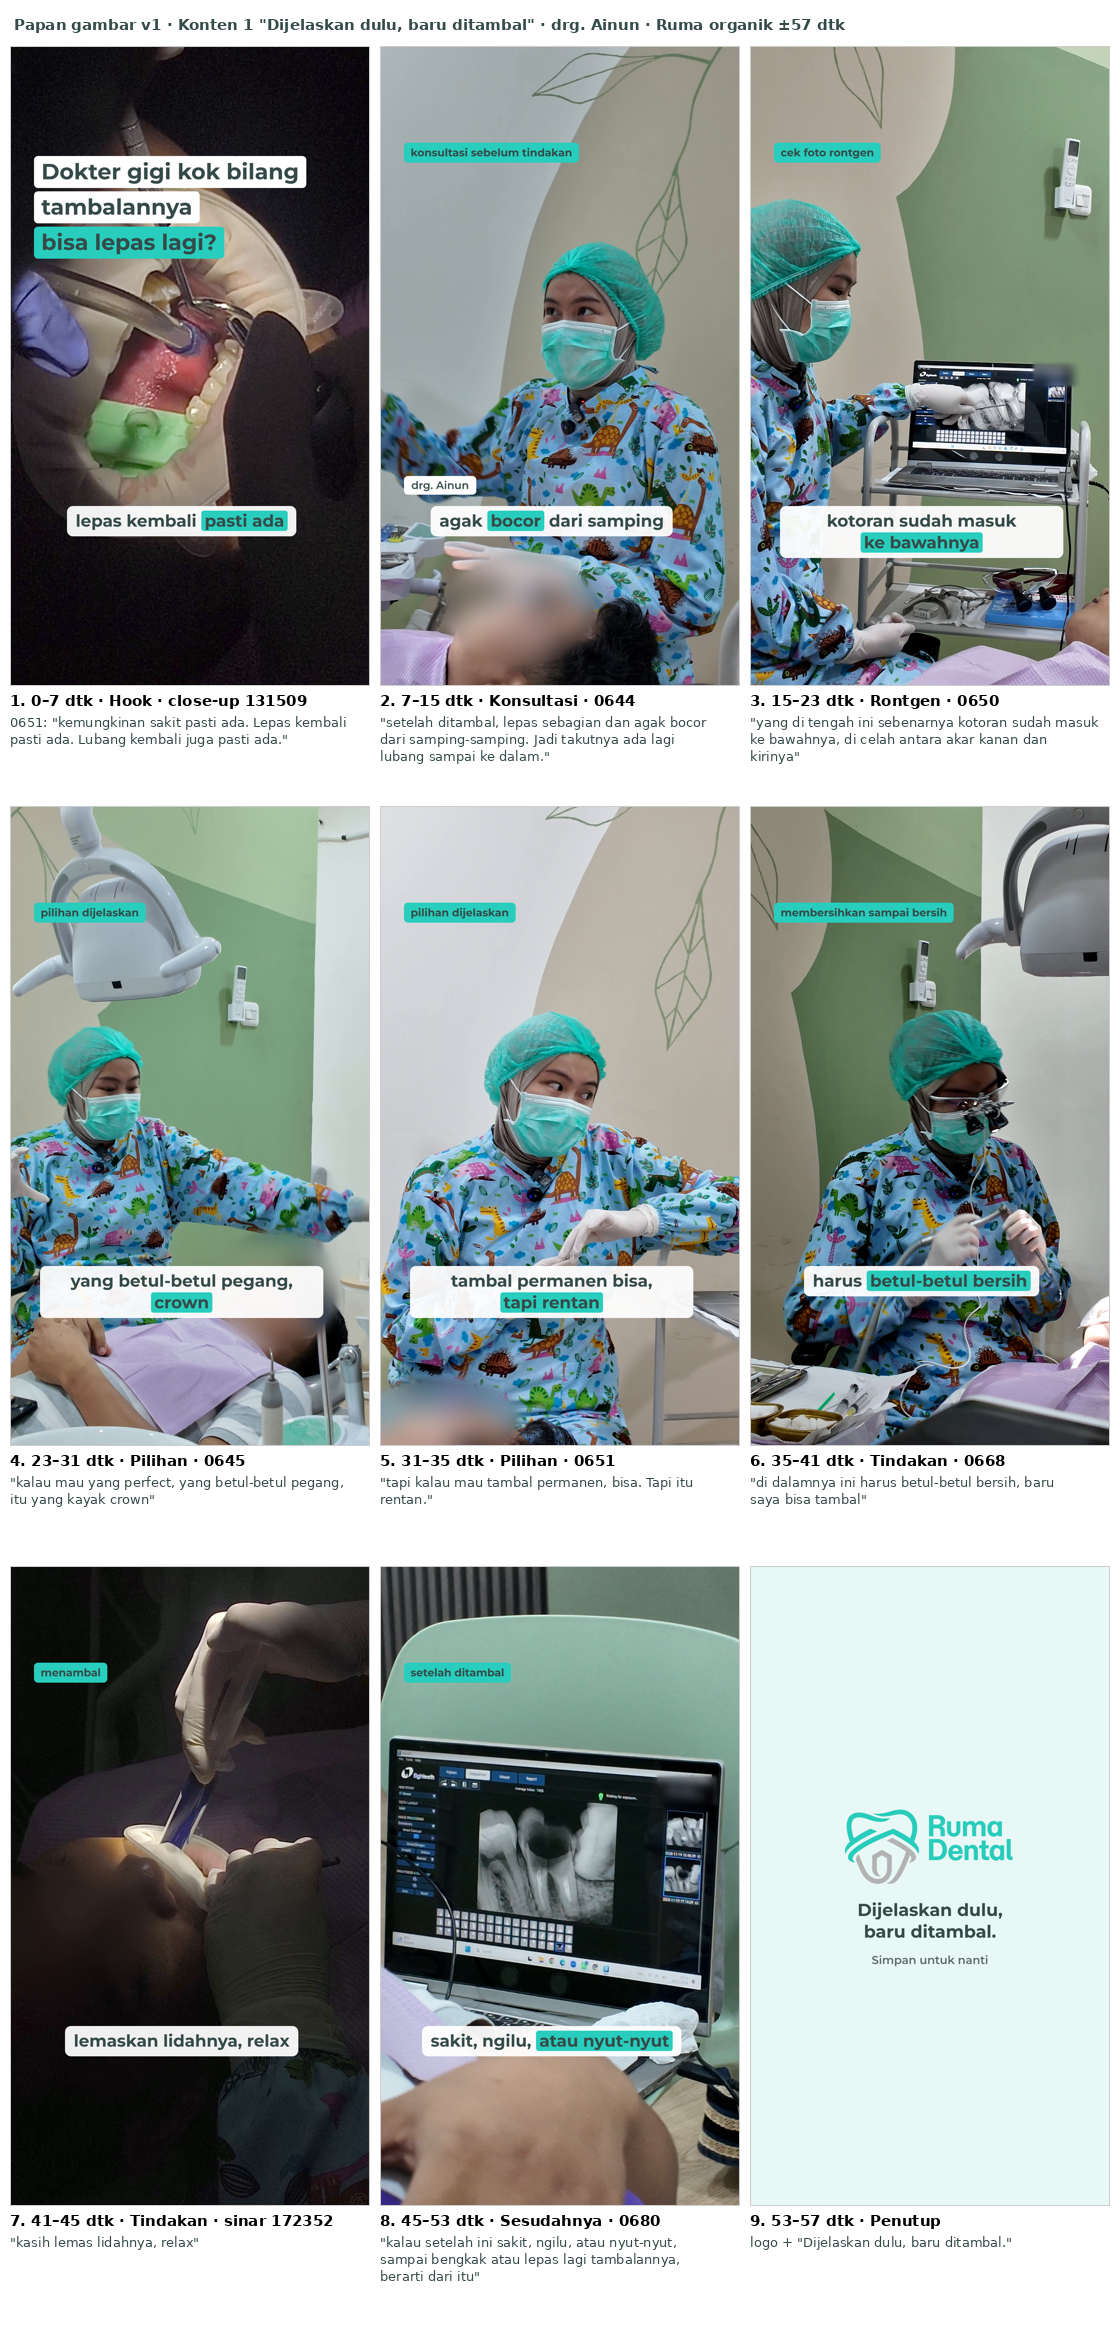 Papan gambar v1 · Konten 1 "Dijelaskan dulu, baru ditambal" · drg. Ainun · Ruma organik ±57 dtk
Dokter gigi kok bilang
tambalannya
bisa lepas lagi?
lepas kembali pasti ada
1. 0–7 dtk · Hook · close-up 131509
0651: "kemungkinan sakit pasti ada. Lepas kembali
pasti ada. Lubang kembali juga pasti ada."
konsultasi sebelum tindakan
drg. Ainun
agak bocor dari samping
2. 7–15 dtk · Konsultasi · 0644
"setelah ditambal, lepas sebagian dan agak bocor
dari samping-samping. Jadi takutnya ada lagi
lubang sampai ke dalam."
cek foto rontgen
kotoran sudah masuk
ke bawahnya
3. 15–23 dtk · Rontgen · 0650
"yang di tengah ini sebenarnya kotoran sudah masuk
ke bawahnya, di celah antara akar kanan dan
kirinya"
pilihan dijelaskan
yang betul-betul pegang,
crown
4. 23–31 dtk · Pilihan · 0645
"kalau mau yang perfect, yang betul-betul pegang,
itu yang kayak crown"
pilihan dijelaskan
tambal permanen bisa,
tapi rentan
5. 31–35 dtk · Pilihan · 0651
"tapi kalau mau tambal permanen, bisa. Tapi itu
rentan."
membersihkan sampai bersih
harus betul-betul bersih
6. 35–41 dtk · Tindakan · 0668
"di dalamnya ini harus betul-betul bersih, baru
saya bisa tambal"
menambal
lemaskan lidahnya, relax
7. 41–45 dtk · Tindakan · sinar 172352
"kasih lemas lidahnya, relax"
setelah ditambal
sakit, ngilu, atau nyut-nyut
8. 45–53 dtk · Sesudahnya · 0680
"kalau setelah ini sakit, ngilu, atau nyut-nyut,
sampai bengkak atau lepas lagi tambalannya,
berarti dari itu"
Ruma
Dental
Dijelaskan dulu,
baru ditambal.
Simpan untuk nanti
9. 53–57 dtk · Penutup
logo + "Dijelaskan dulu, baru ditambal."